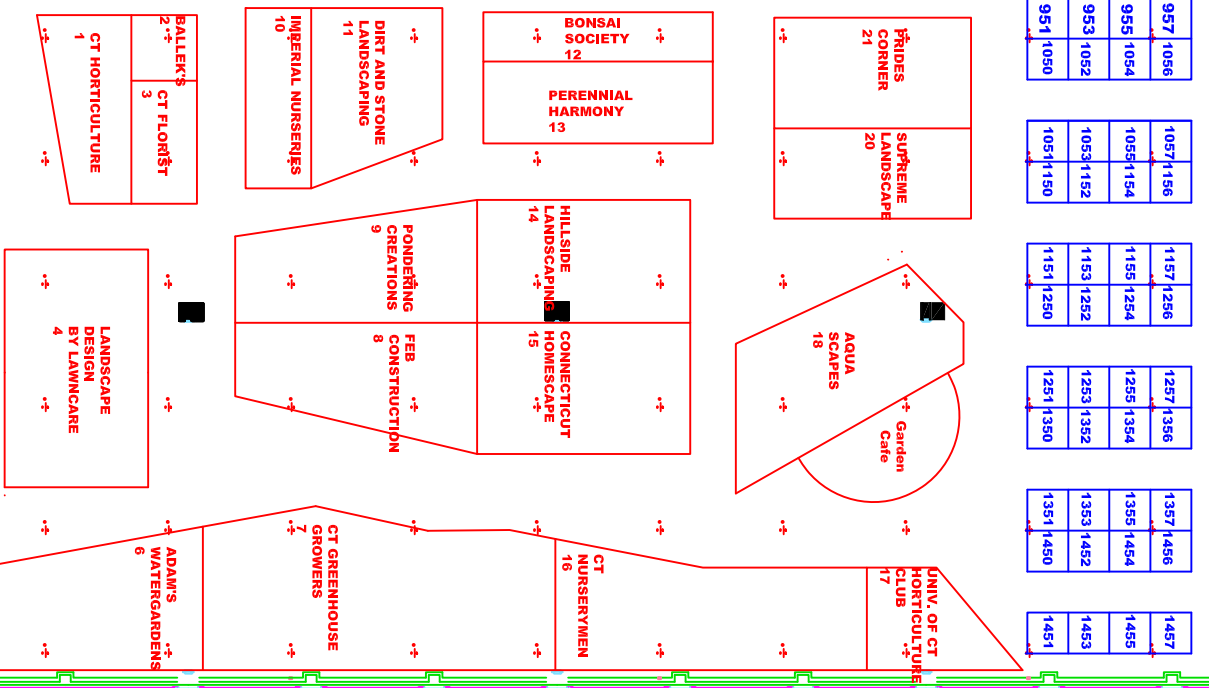 CT HORTICULTURE
1
BALLEK'S
2
CT FLORIST
3
IMPERIAL NURSERIES
10
DIRT AND STONE
LANDSCAPING
11
BONSAI
SOCIETY
12
PERENNIAL
HARMONY
13
PRIDES
CORNER
21
SUPREME
LANDSCAPE
20
LANDSCAPE
DESIGN
BY LAWNCARE
4
PONDERING
CREATIONS
9
FEB
CONSTRUCTION
8
HILLSIDE
LANDSCAPING
14
CONNECTICUT
HOMESCAPE
15
AQUA
SCAPES
18
Garden
Cafe
ADAM'S
WATERGARDENS
6
CT GREENHOUSE
GROWERS
7
CT
NURSERYMEN
16
UNIV. OF CT
HORTICULTURE
CLUB
17
951 953 955 957
1050 1052 1054 1056
1051 1053 1055 1057
1150 1152 1154 1156
1151 1153 1155 1157
1250 1252 1254 1256
1251 1253 1255 1257
1350 1352 1354 1356
1351 1353 1355 1357
1450 1452 1454 1456
1451 1453 1455 1457